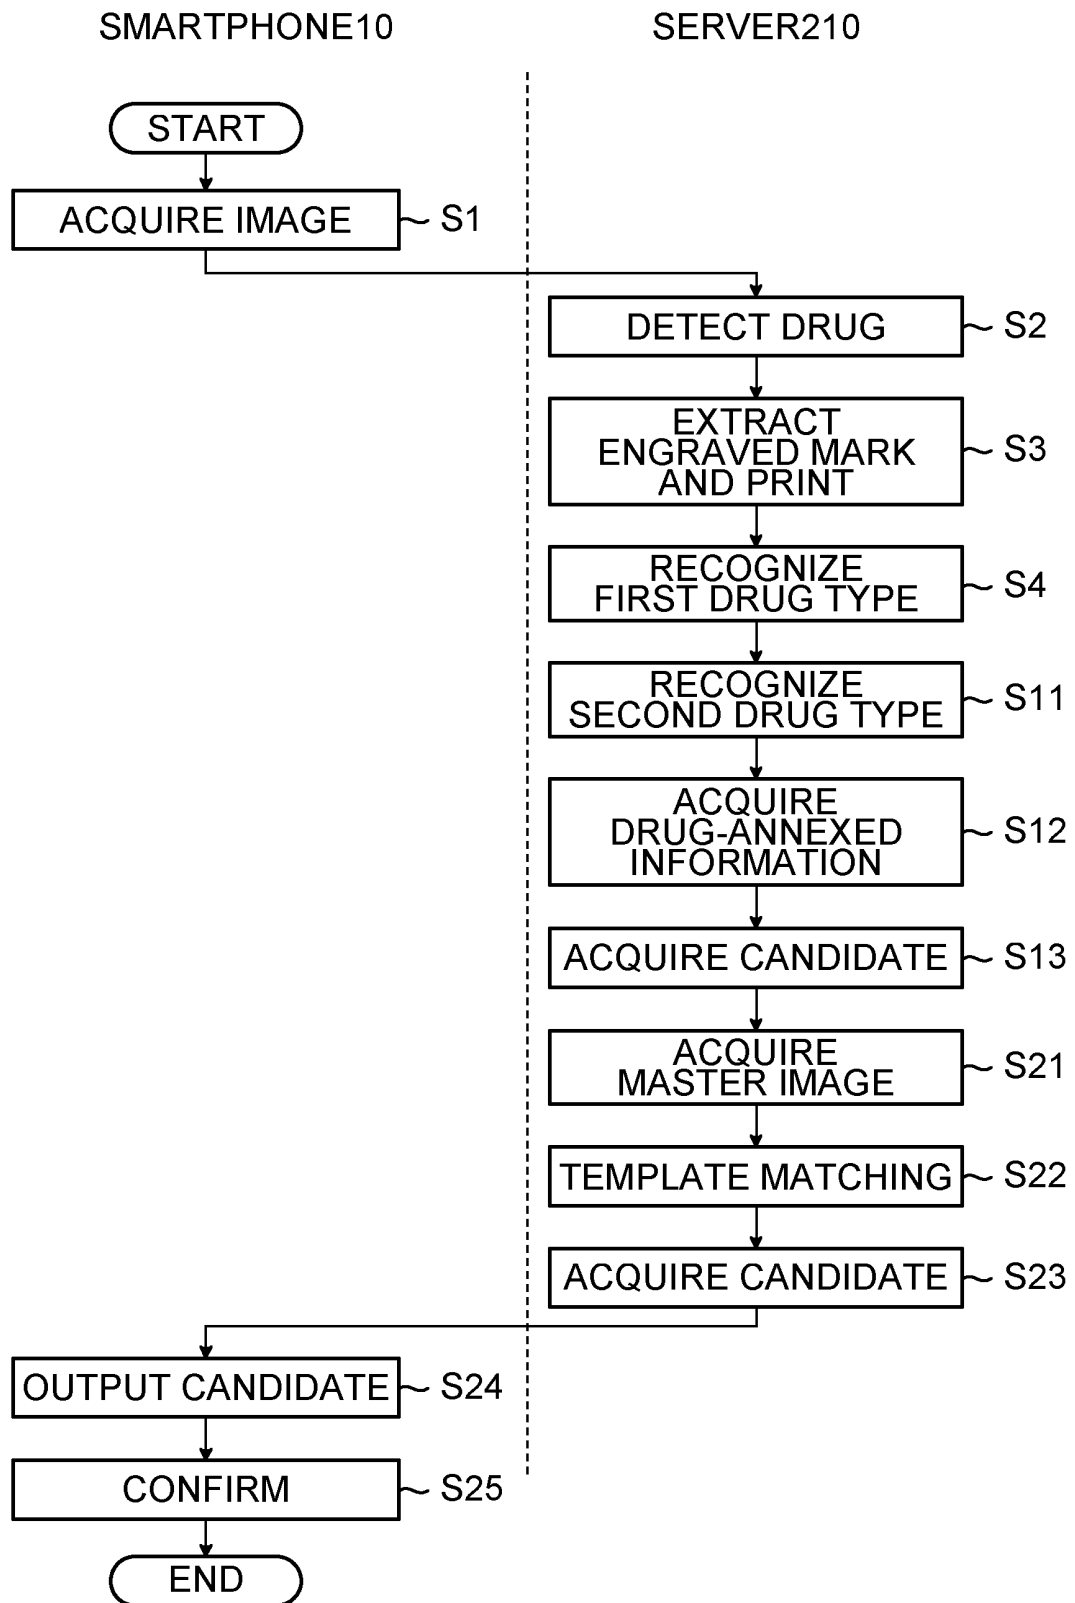 SMARTPHONE10
SERVER210
START
ACQUIRE IMAGE
S1
DETECT DRUG
S2
EXTRACT
ENGRAVED MARK
AND PRINT
S3
RECOGNIZE
FIRST DRUG TYPE
S4
RECOGNIZE
SECOND DRUG TYPE
S11
ACQUIRE
DRUG-ANNEXED
INFORMATION
S12
ACQUIRE CANDIDATE
S13
ACQUIRE
MASTER IMAGE
S21
TEMPLATE MATCHING
S22
ACQUIRE CANDIDATE
S23
OUTPUT CANDIDATE
S24
CONFIRM
S25
END